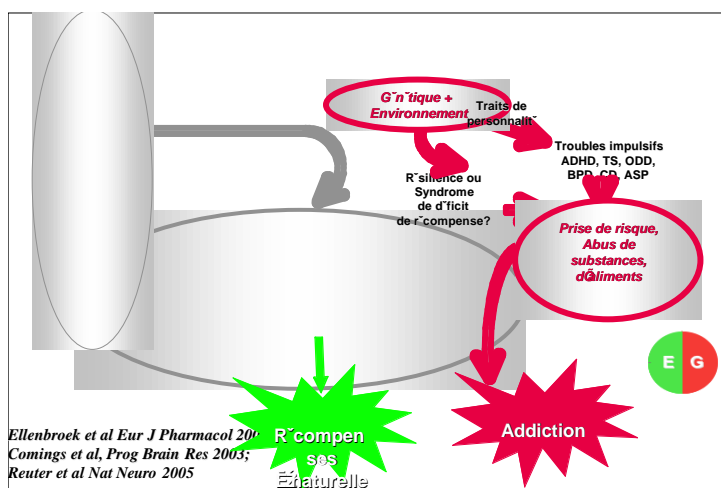 G˘n˘tique +
Environnement
Traits de
personnalit˘
Troubles impulsifs
ADHD, TS, ODD,
BPD, CD, ASP
R˘silience ou
Syndrome
de d˘ficit
de r˘compense?
Prise de risque,
Abus de
substances,
aliments
E G
Ellenbroek et al Eur J Pharmacol
Comings et al, Prog Brain Res 2003;
Reuter et al Nat Neuro 2005
R˘compen
ses
naturelle
Addiction